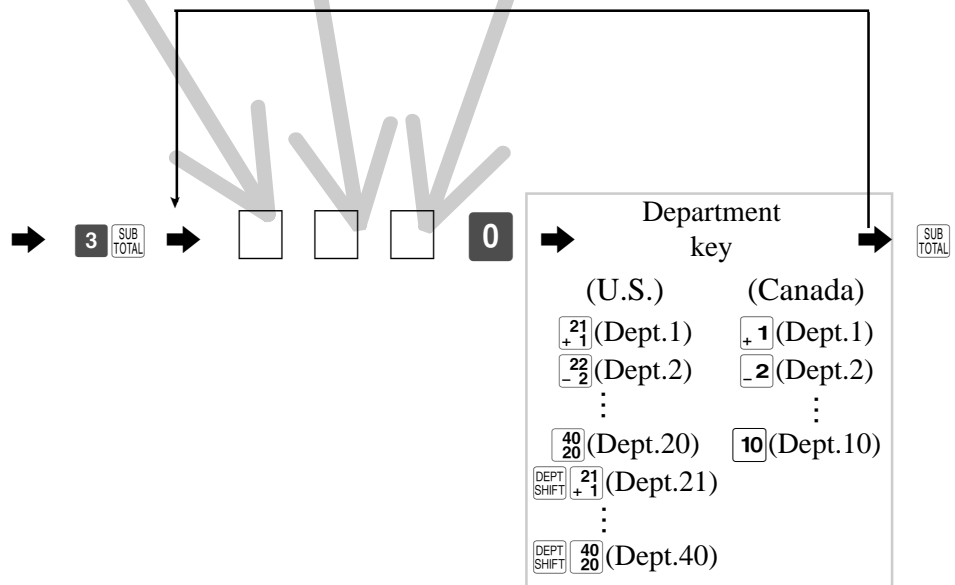 3 SUB TOTAL 0 Department key SUB TOTAL
(U.S.) (Canada)
21 + 1 (Dept.1) + 1 (Dept.1)
22 - 2 (Dept.2) - 2 (Dept.2)
⋮ ⋮
40 20 (Dept.20) 10 (Dept.10)
DEPT SHIFT 21 + 1 (Dept.21)
⋮
DEPT SHIFT 40 20 (Dept.40)